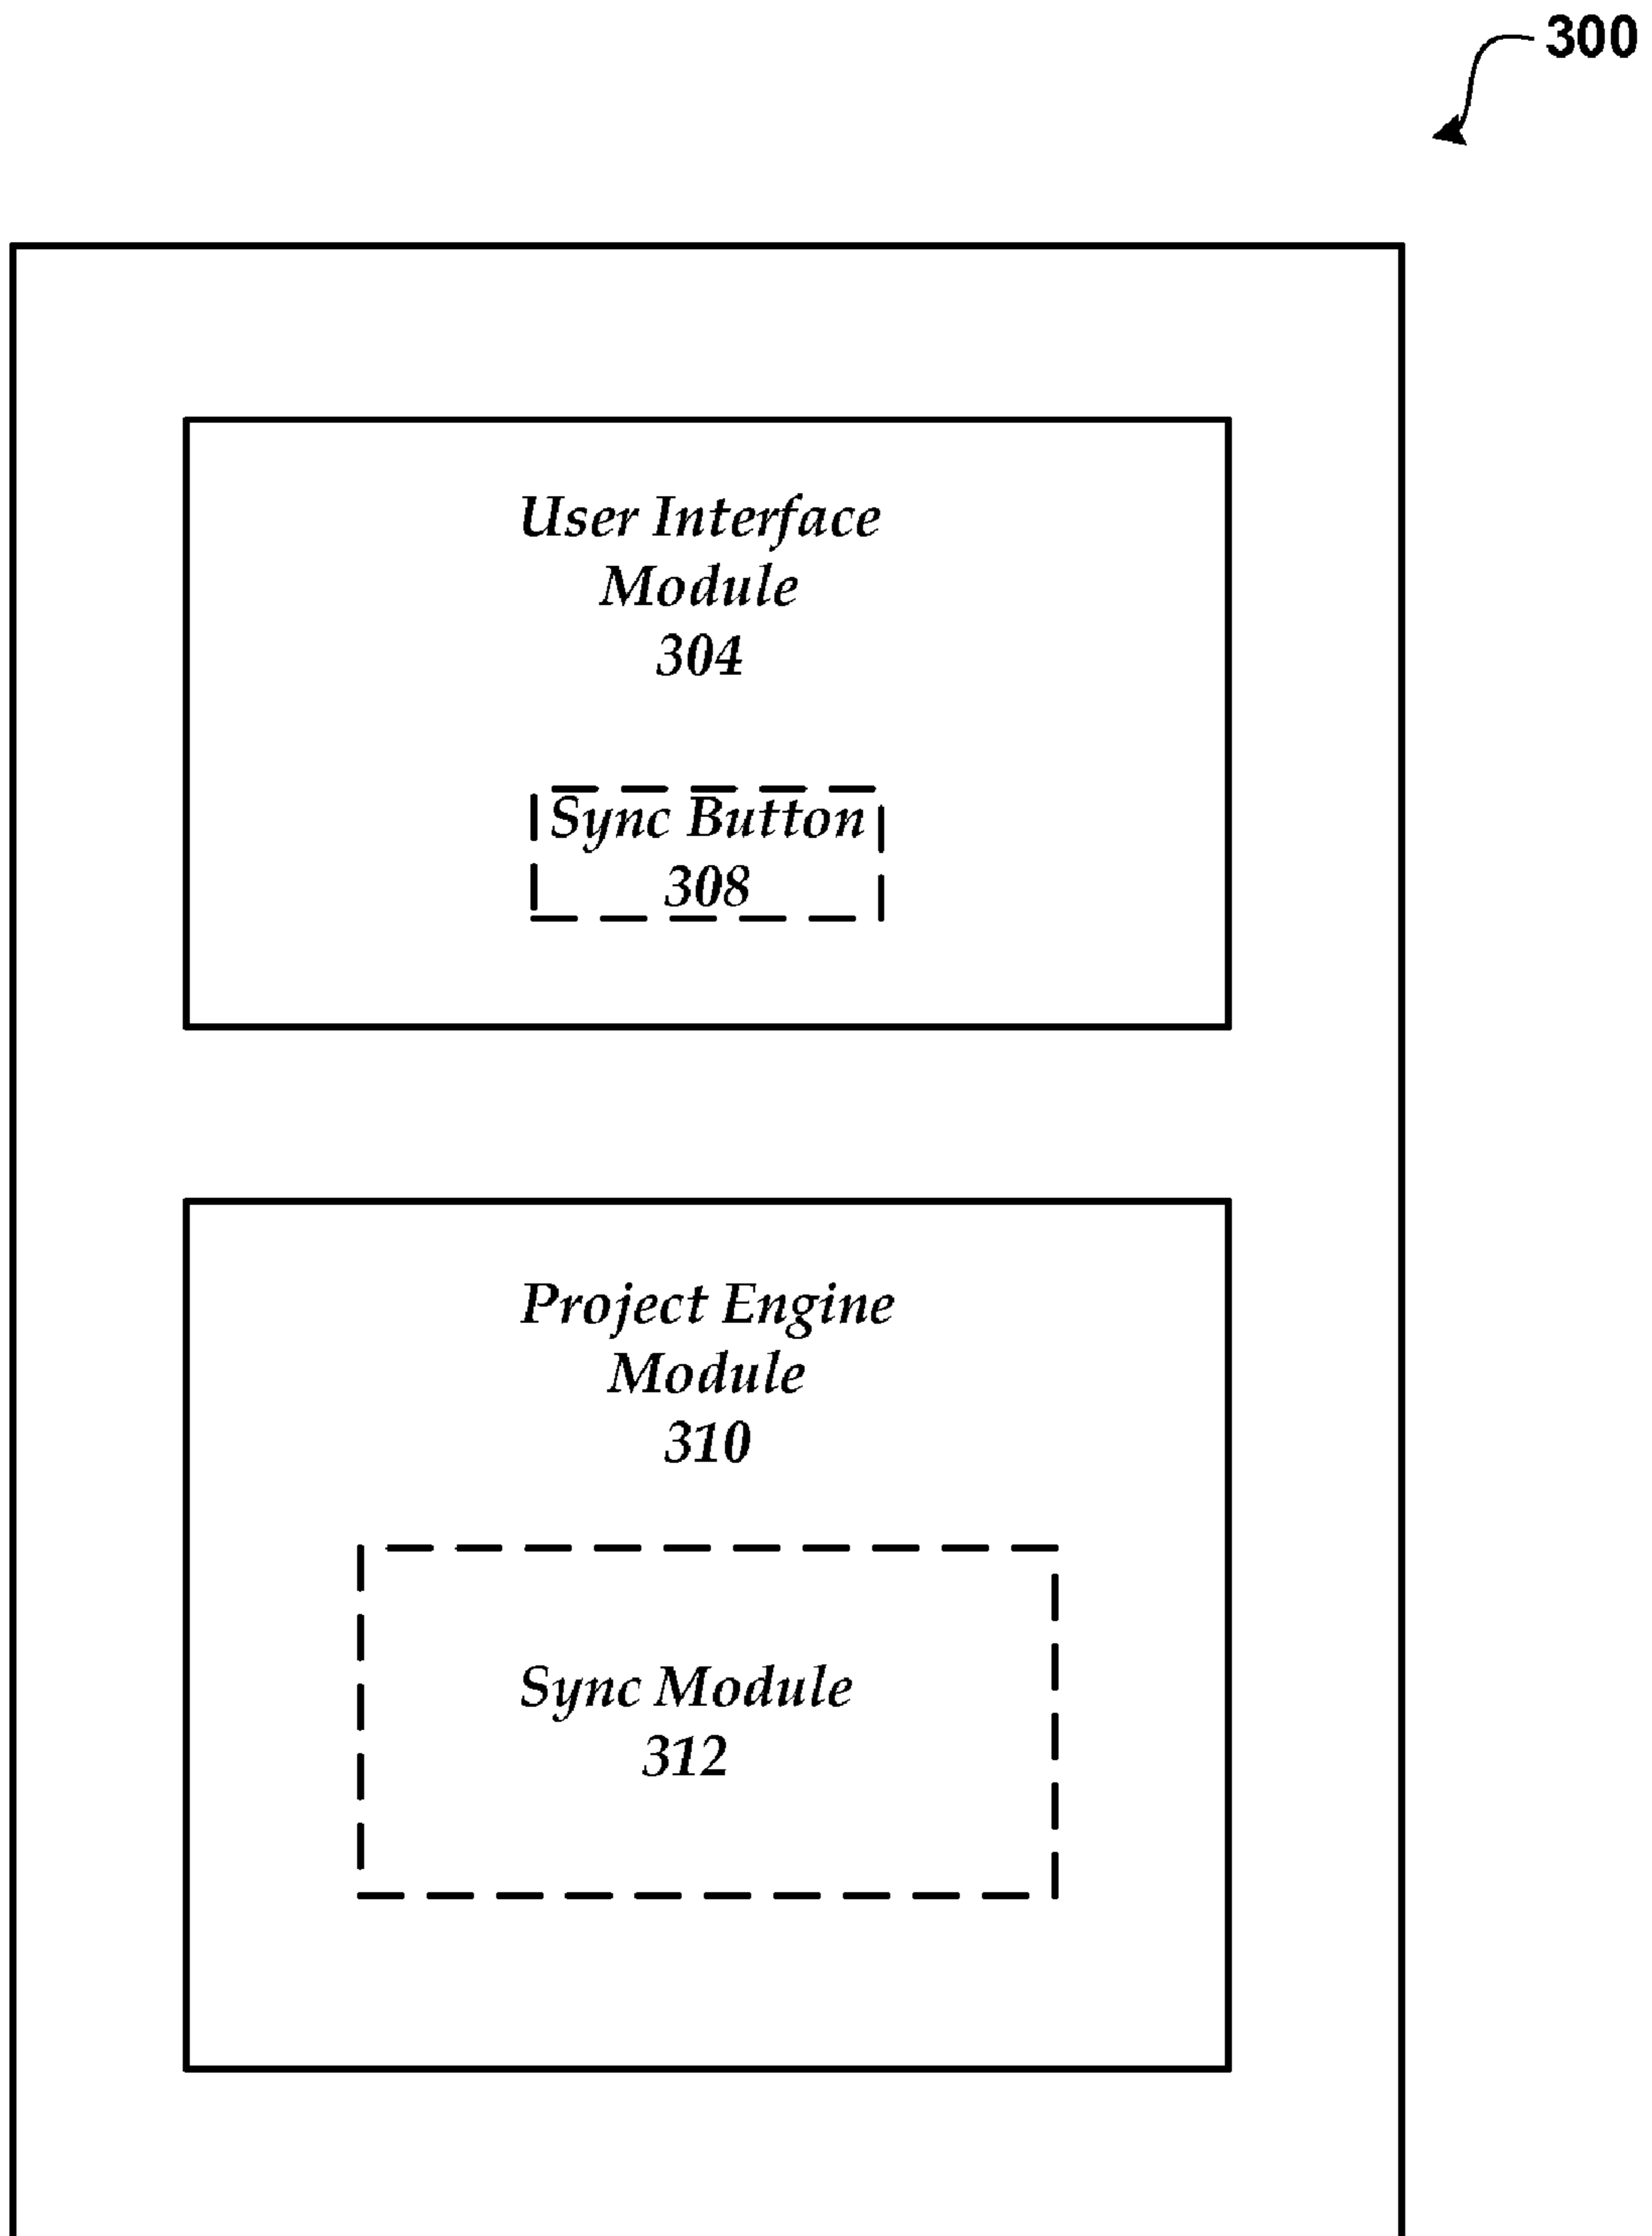 300
User Interface
Module
304
Sync Button
308
Project Engine
Module
310
Sync Module
312